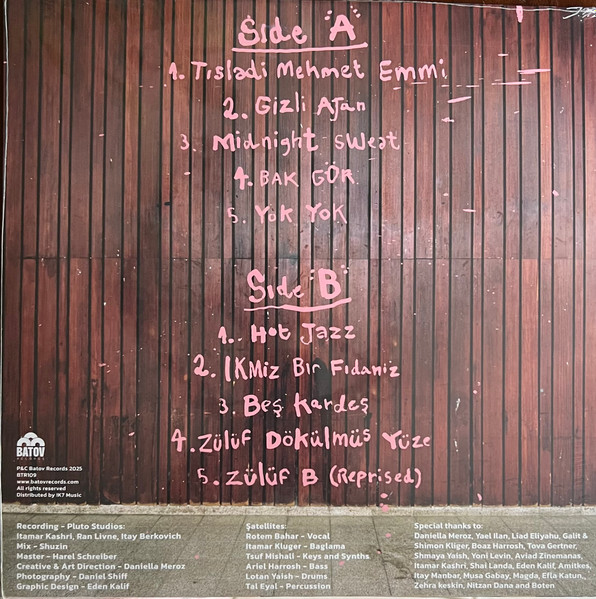 Side "A"
1. Tısladi Mehmet Emmi
2. Gizli Ajan
3. Midnight Sweat
4. BAK GÖR
5. Yok Yok
Side "B"
1. Hot Jazz
2. IKMiz Bir Fidaniz
3. Beş Kardeş
4. Zülüf Dökülmüş Yüze
5. Zülüf B (Reprised)
BATOV
RECORDS
P&C Batov Records 2025
BTR109
www.batovrecords.com
All rights reserved
Distributed by !K7 Music
Recording - Pluto Studios:
Itamar Kashri, Ran Livne, Itay Berkovich
Mix - Shuzin
Master - Harel Schreiber
Creative & Art Direction - Daniella Meroz
Photography - Daniel Shiff
Graphic Design - Eden Kalif
Satellites:
Rotem Bahar - Vocal
Itamar Kluger - Baglama
Tsuf Mishali - Keys and Synths
Ariel Harrosh - Bass
Lotan Yaish - Drums
Tal Eyal - Percussion
Special thanks to:
Daniella Meroz, Yael Ilan, Liad Eliyahu, Galit &
Shimon Kliger, Boaz Harrosh, Tova Gertner,
Shmaya Yaish, Yoni Levin, Aviad Zinemanas,
Itamar Kashri, Shai Landa, Eden Kalif, Amitkes,
Itay Manbar, Musa Gabay, Magda, Efla Katun,
Zehra keskin, Nitzan Dana and Boten